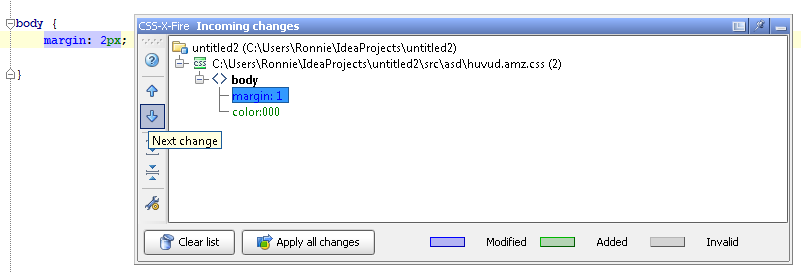 body {
margin: 2px;
}
CSS-X-Fire Incoming changes
untitled2 (C:\Users\Ronnie\IdeaProjects\untitled2)
css C:\Users\Ronnie\IdeaProjects\untitled2\src\asd\huvud.amz.css (2)
<> body
margin: 1
color:000
Next change
Clear list
Apply all changes
Modified
Added
Invalid